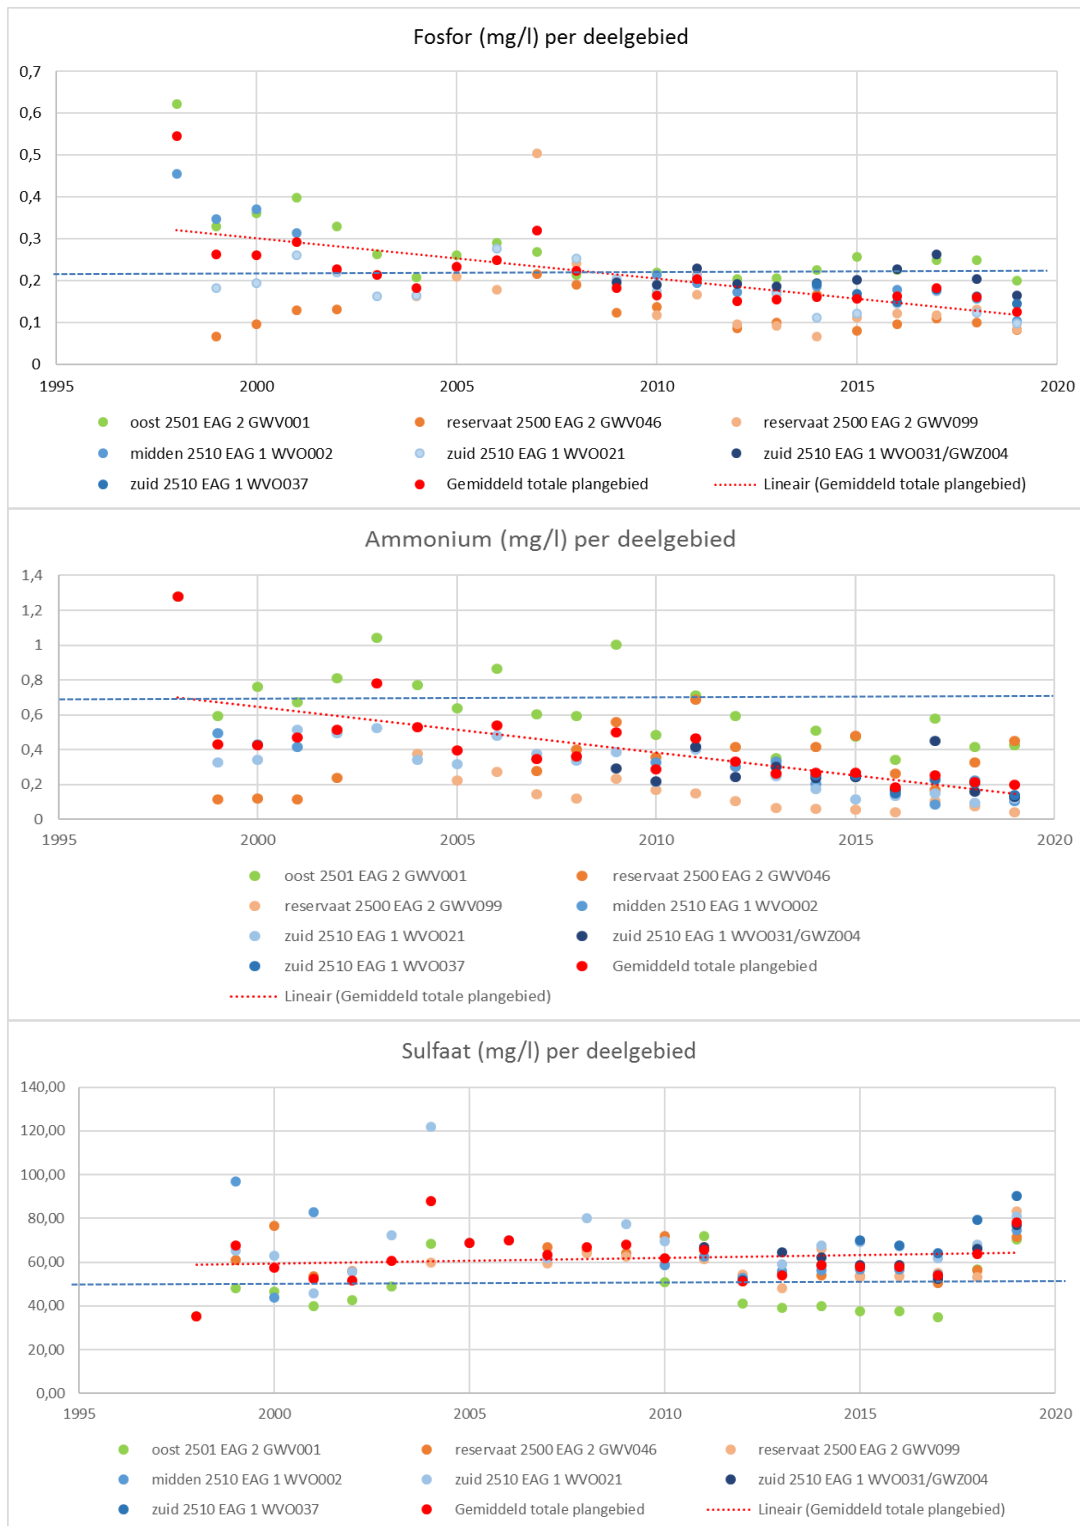 Fosfor (mg/l) per deelgebied
0,7
0,6
0,5
0,4
0,3
0,2
0,1
0
1995 2000 2005 2010 2015 2020
oost 2501 EAG 2 GWV001 reservaat 2500 EAG 2 GWV046 reservaat 2500 EAG 2 GWV099
midden 2510 EAG 1 WVO002 zuid 2510 EAG 1 WVO021 zuid 2510 EAG 1 WVO031/GWZ004
zuid 2510 EAG 1 WVO037 Gemiddeld totale plangebied Lineair (Gemiddeld totale plangebied)
Ammonium (mg/l) per deelgebied
1,4
1,2
1
0,8
0,6
0,4
0,2
0
1995 2000 2005 2010 2015 2020
oost 2501 EAG 2 GWV001 reservaat 2500 EAG 2 GWV046
reservaat 2500 EAG 2 GWV099 midden 2510 EAG 1 WVO002
zuid 2510 EAG 1 WVO021 zuid 2510 EAG 1 WVO031/GWZ004
zuid 2510 EAG 1 WVO037 Gemiddeld totale plangebied
Lineair (Gemiddeld totale plangebied)
Sulfaat (mg/l) per deelgebied
140,00
120,00
100,00
80,00
60,00
40,00
20,00
0,00
1995 2000 2005 2010 2015 2020
oost 2501 EAG 2 GWV001 reservaat 2500 EAG 2 GWV046 reservaat 2500 EAG 2 GWV099
midden 2510 EAG 1 WVO002 zuid 2510 EAG 1 WVO021 zuid 2510 EAG 1 WVO031/GWZ004
zuid 2510 EAG 1 WVO037 Gemiddeld totale plangebied Lineair (Gemiddeld totale plangebied)